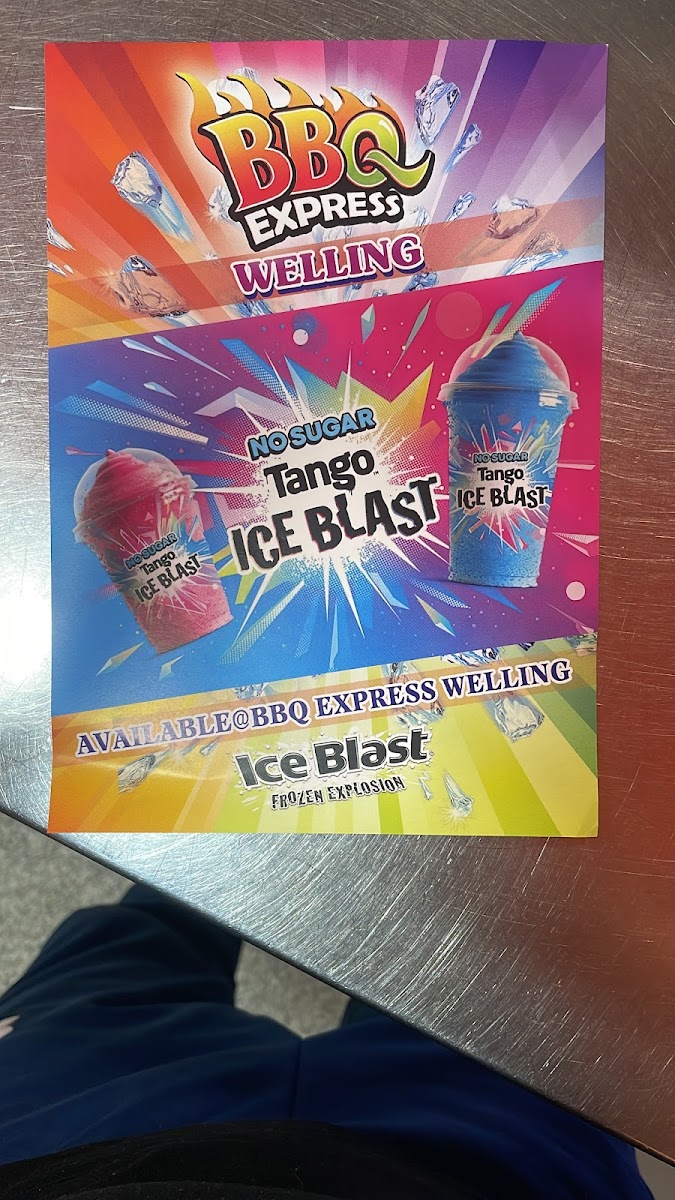 BBQ
EXPRESS
WELLING
NO SUGAR
Tango
ICE BLAST
NO SUGAR
Tango
ICE BLAST
NO SUGAR
Tango
ICE BLAST
AVAILABLE@BBQ EXPRESS WELLING
Ice Blast
FROZEN EXPLOSION